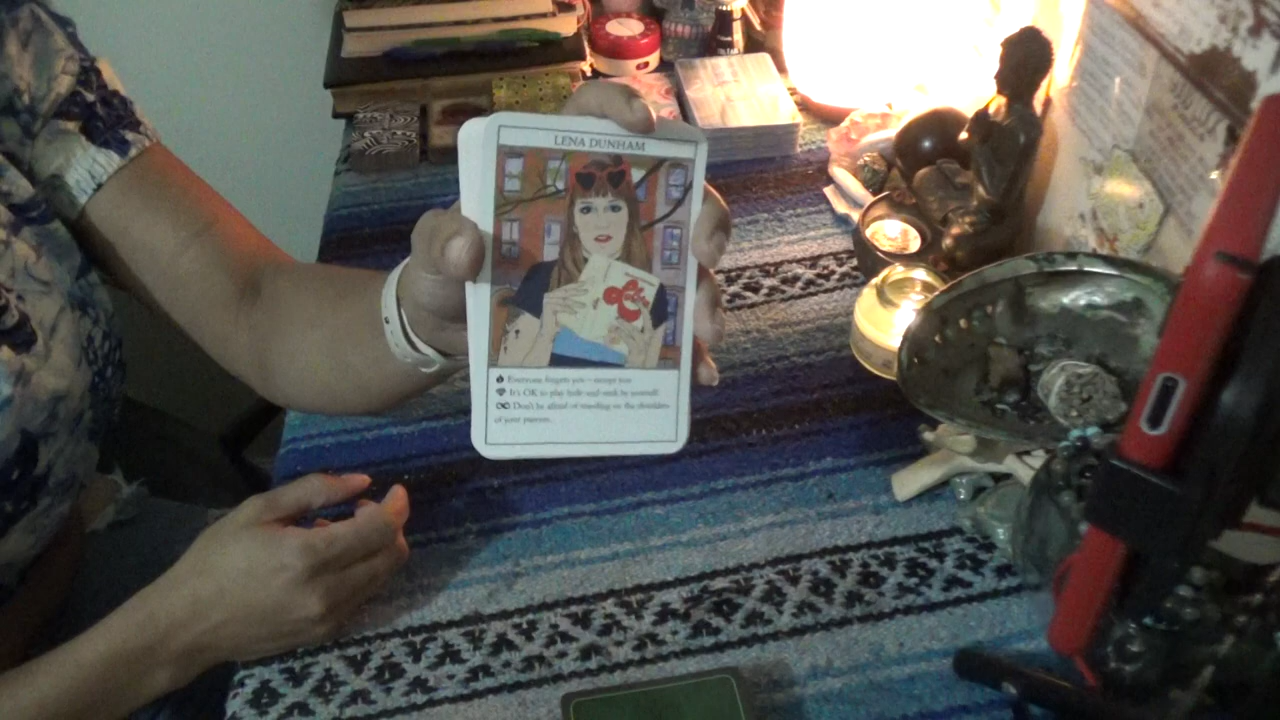 LENA DUNHAM
Everyone forgets you—except you
It's OK to play hide-and-seek by yourself
Don't be afraid of standing on the shoulders
of your parents.